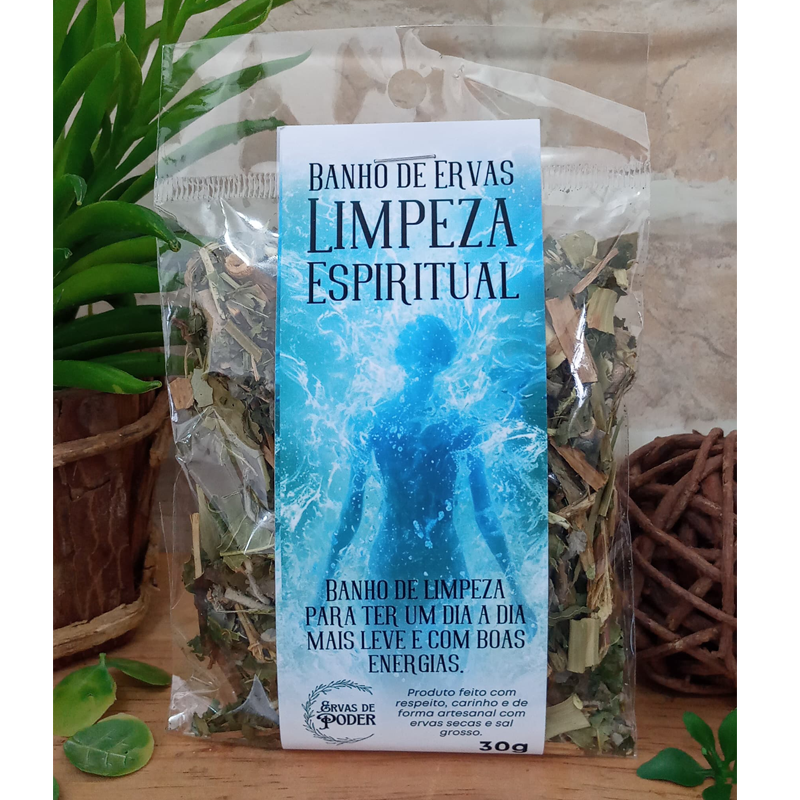 BANHO DE ERVAS
LIMPEZA
ESPIRITUAL
BANHO DE LIMPEZA
PARA TER UM DIA A DIA
MAIS LEVE E COM BOAS
ENERGIAS.
ERVAS DE
PODER
Produto feito com
respeito, carinho e de
forma artesanal com
ervas secas e sal
grosso.
30g